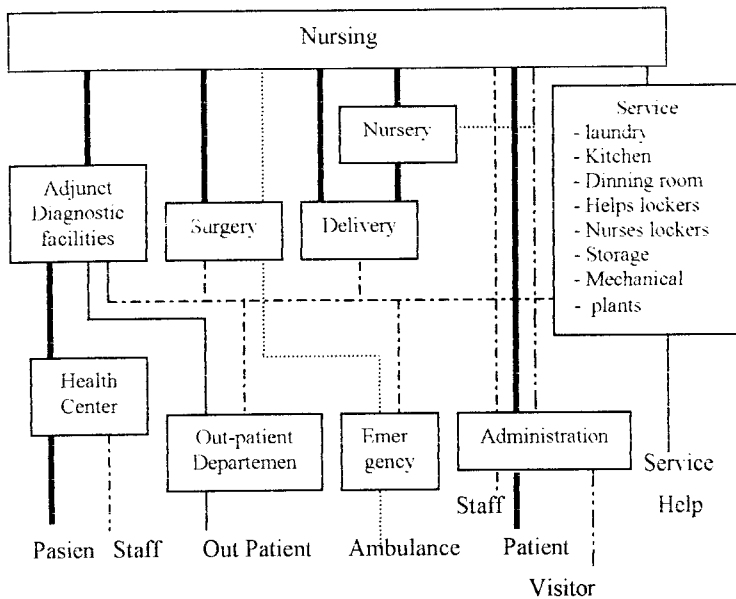 Nursing
Service
- laundry
- Kitchen
- Dinning room
- Helps lockers
- Nurses lockers
- Storage
- Mechanical
- plants
Nursery
Adjunct
Diagnostic
facilities
Surgery
Delivery
Health
Center
Out-patient
Departemen
Emer
gency
Administration
Service
Help
Staff
Pasien
Staff
Out Patient
Ambulance
Patient
Visitor